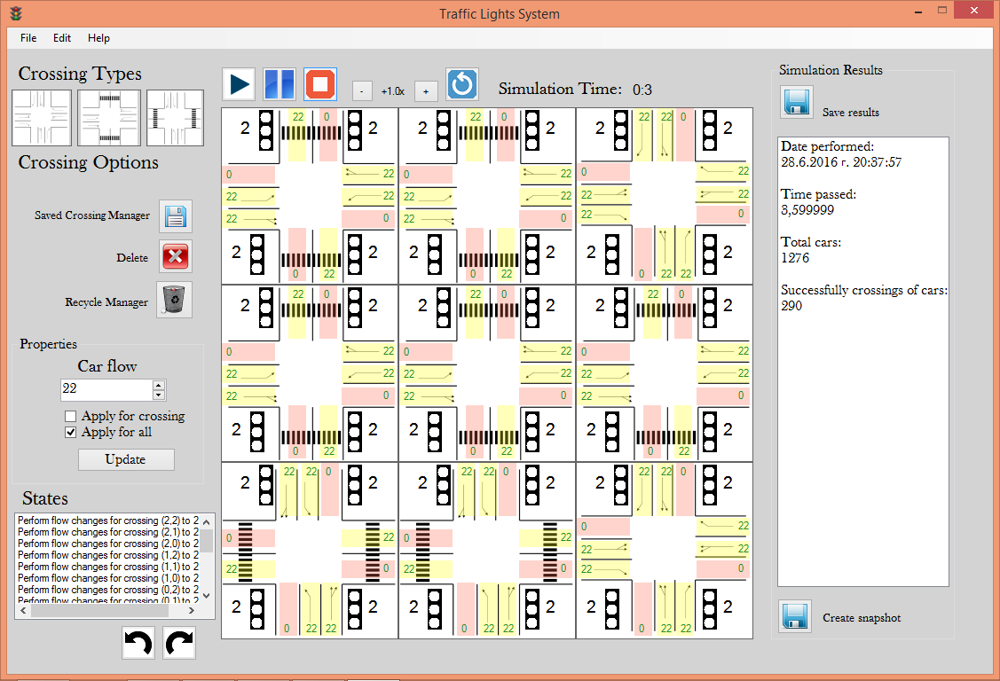 Traffic Lights System
File Edit Help
Crossing Types
Crossing Options
Saved Crossing Manager
Delete
Recycle Manager
Properties
Car flow
22
Apply for crossing
Apply for all
Update
States
Perfom flow changes for crossing (2,2) to 2
Perfom flow changes for crossing (2,1) to 2
Perfom flow changes for crossing (2,0) to 2
Perfom flow changes for crossing (1,2) to 2
Perfom flow changes for crossing (1,1) to 2
Perfom flow changes for crossing (1,0) to 2
Perfom flow changes for crossing (0,2) to 2
Perfom flow changes for crossing (0,1) to 2
- +1.0x +
Simulation Time: 0:3
22 0 22 0 22 22 0
2 2 2 2 2 2
0 22 0 22 0 22
22 22 22 22 22 22
22 0 22 0 22 0
2 2 2 2 2 2
0 22 0 22 0 22 22
22 0 22 0 22 0
2 2 2 2 2 2
0 22 0 22 0 22
22 22 22 22 22 22
22 0 22 0 22 0
2 2 2 2 2 2
0 22 0 22 0 22
22 22 0 22 22 0 22 22 0
2 2 2 2 2 2
0 22
0 22 0 22
22 22
22 0 22 0 22 0
2 2 2 2 2 2
0 22 22 0 22 22 0 22 22
Simulation Results
Save results
Date performed:
28.6.2016 г. 20:37:57
Time passed:
3,599999
Total cars:
1276
Successfully crossings of cars:
290
Create snapshot